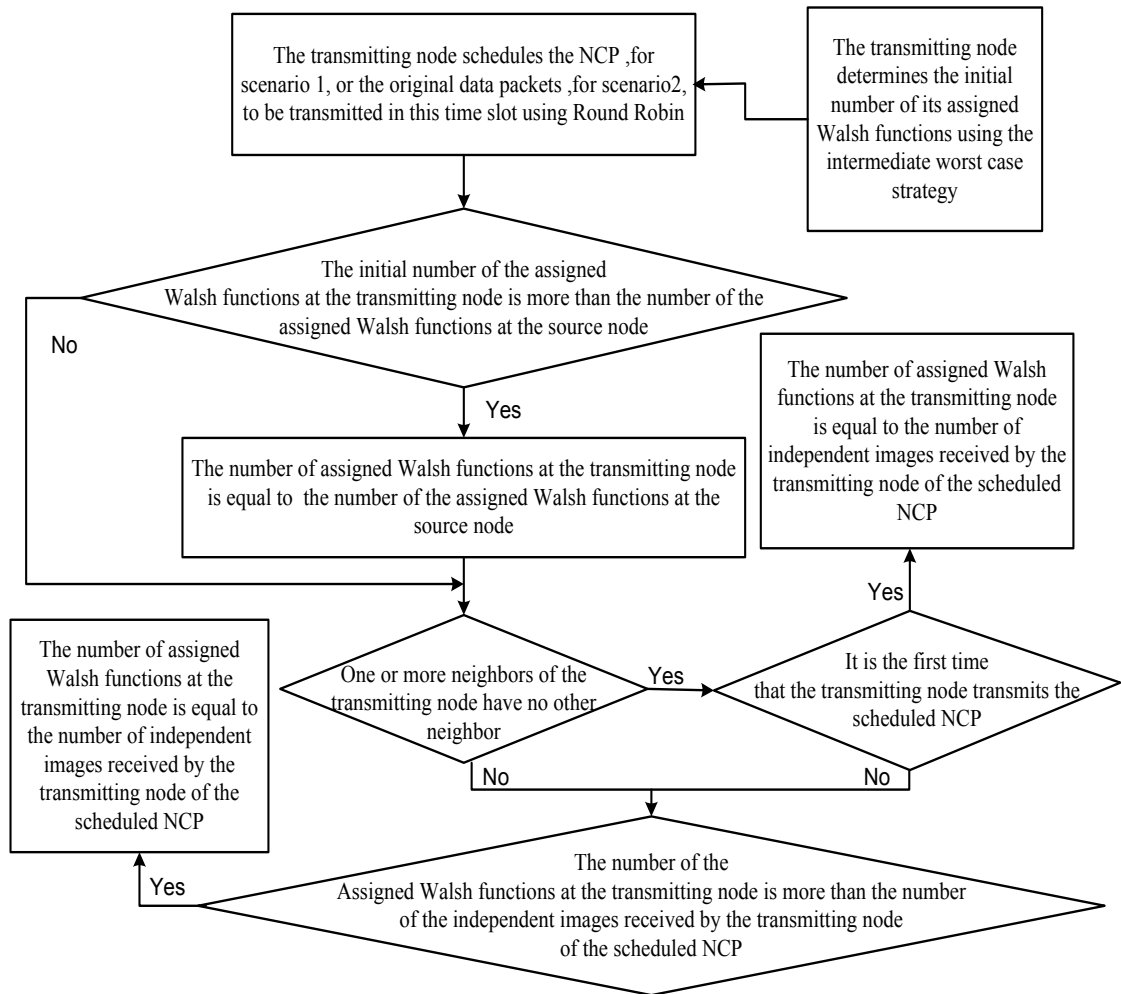 The transmitting node schedules the NCP ,for
scenario 1, or the original data packets ,for scenario2,
to be transmitted in this time slot using Round Robin
The transmitting node
determines the initial
number of its assigned
Walsh functions using the
intermediate worst case
strategy
The initial number of the assigned
Walsh functions at the transmitting node is more than the number of the
assigned Walsh functions at the source node
No
Yes
The number of assigned Walsh functions at the transmitting node
is equal to the number of the assigned Walsh functions at the
source node
The number of assigned Walsh
functions at the transmitting node
is equal to the number of
independent images received by the
transmitting node of the scheduled
NCP
Yes
One or more neighbors of the
transmitting node have no other
neighbor
Yes
It is the first time
that the transmitting node transmits the
scheduled NCP
No
No
The number of assigned
Walsh functions at the
transmitting node is equal to
the number of independent
images received by the
transmitting node of the
scheduled NCP
Yes
The number of the
Assigned Walsh functions at the transmitting node is more than the number
of the independent images received by the transmitting node
of the scheduled NCP